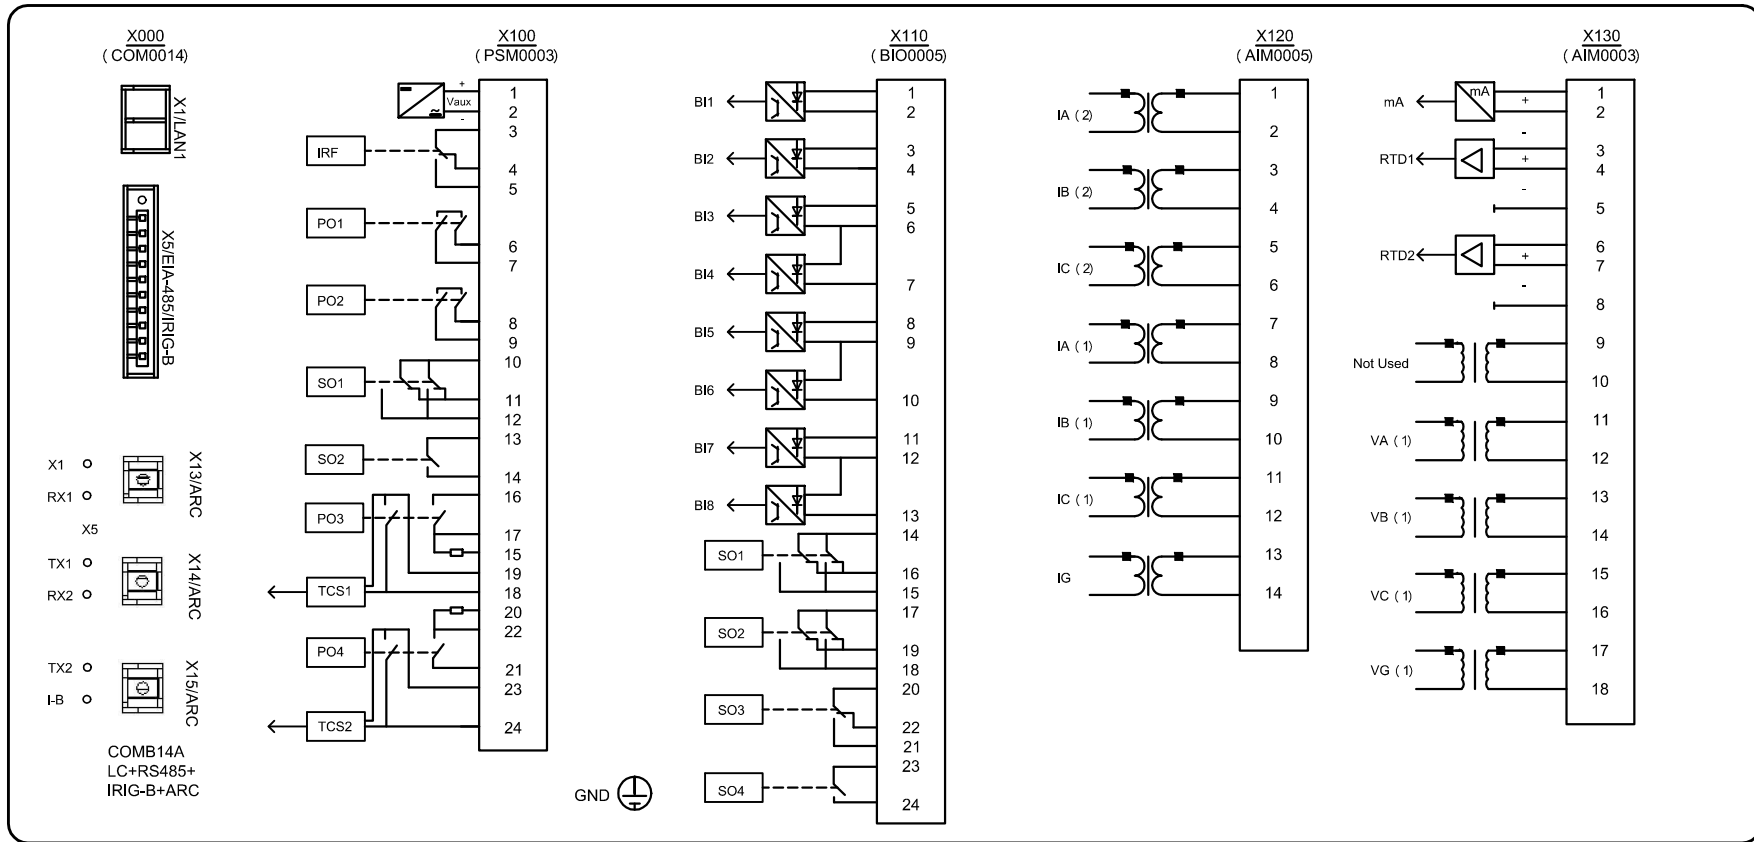 X000
( COM0014)
X1/LAN1
X5/EIA-485/IRIG-B
X1
RX1
X5
TX1
RX2
TX2
I-B
X13/ARC
X14/ARC
X15/ARC
COMB14A
LC+RS485+
IRIG-B+ARC
X100
( PSM0003)
+
Vaux
-
IRF
PO1
PO2
SO1
SO2
PO3
TCS1
PO4
TCS2
1
2
3
4
5
6
7
8
9
10
11
12
13
14
16
17
15
19
18
20
22
21
23
24
GND
X110
( BIO0005)
BI1
BI2
BI3
BI4
BI5
BI6
BI7
BI8
SO1
SO2
SO3
SO4
1
2
3
4
5
6
7
8
9
10
11
12
13
14
16
15
17
19
18
20
22
21
23
24
X120
( AIM0005)
IA ( 2)
IB ( 2)
IC ( 2)
IA ( 1)
IB ( 1)
IC ( 1)
IG
1
2
3
4
5
6
7
8
9
10
11
12
13
14
X130
( AIM0003)
mA
mA
+
-
RTD1
+
-
RTD2
+
-
Not Used
VA ( 1)
VB ( 1)
VC ( 1)
VG ( 1)
1
2
3
4
5
6
7
8
9
10
11
12
13
14
15
16
17
18